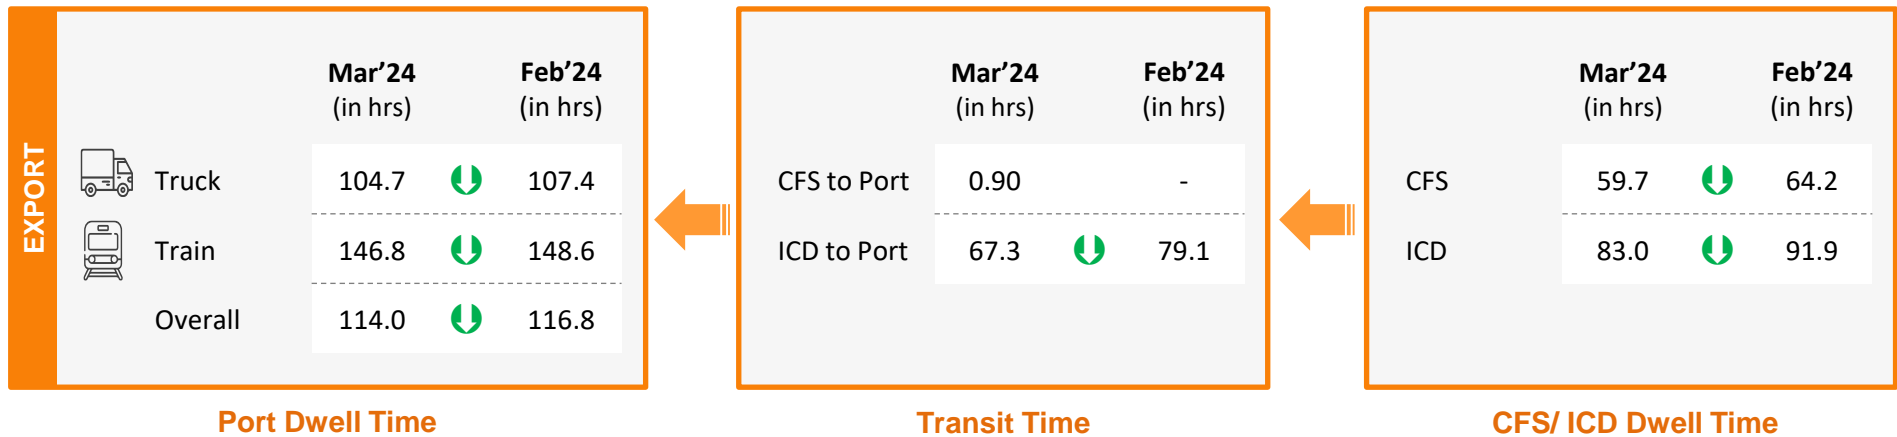 EXPORT
Mar’24 Feb’24
(in hrs) (in hrs)
Truck 104.7 107.4
Train 146.8 148.6
Overall 114.0 116.8
Port Dwell Time
Mar’24 Feb’24
(in hrs) (in hrs)
CFS to Port 0.90 -
ICD to Port 67.3 79.1
Transit Time
Mar’24 Feb’24
(in hrs) (in hrs)
CFS 59.7 64.2
ICD 83.0 91.9
CFS/ ICD Dwell Time